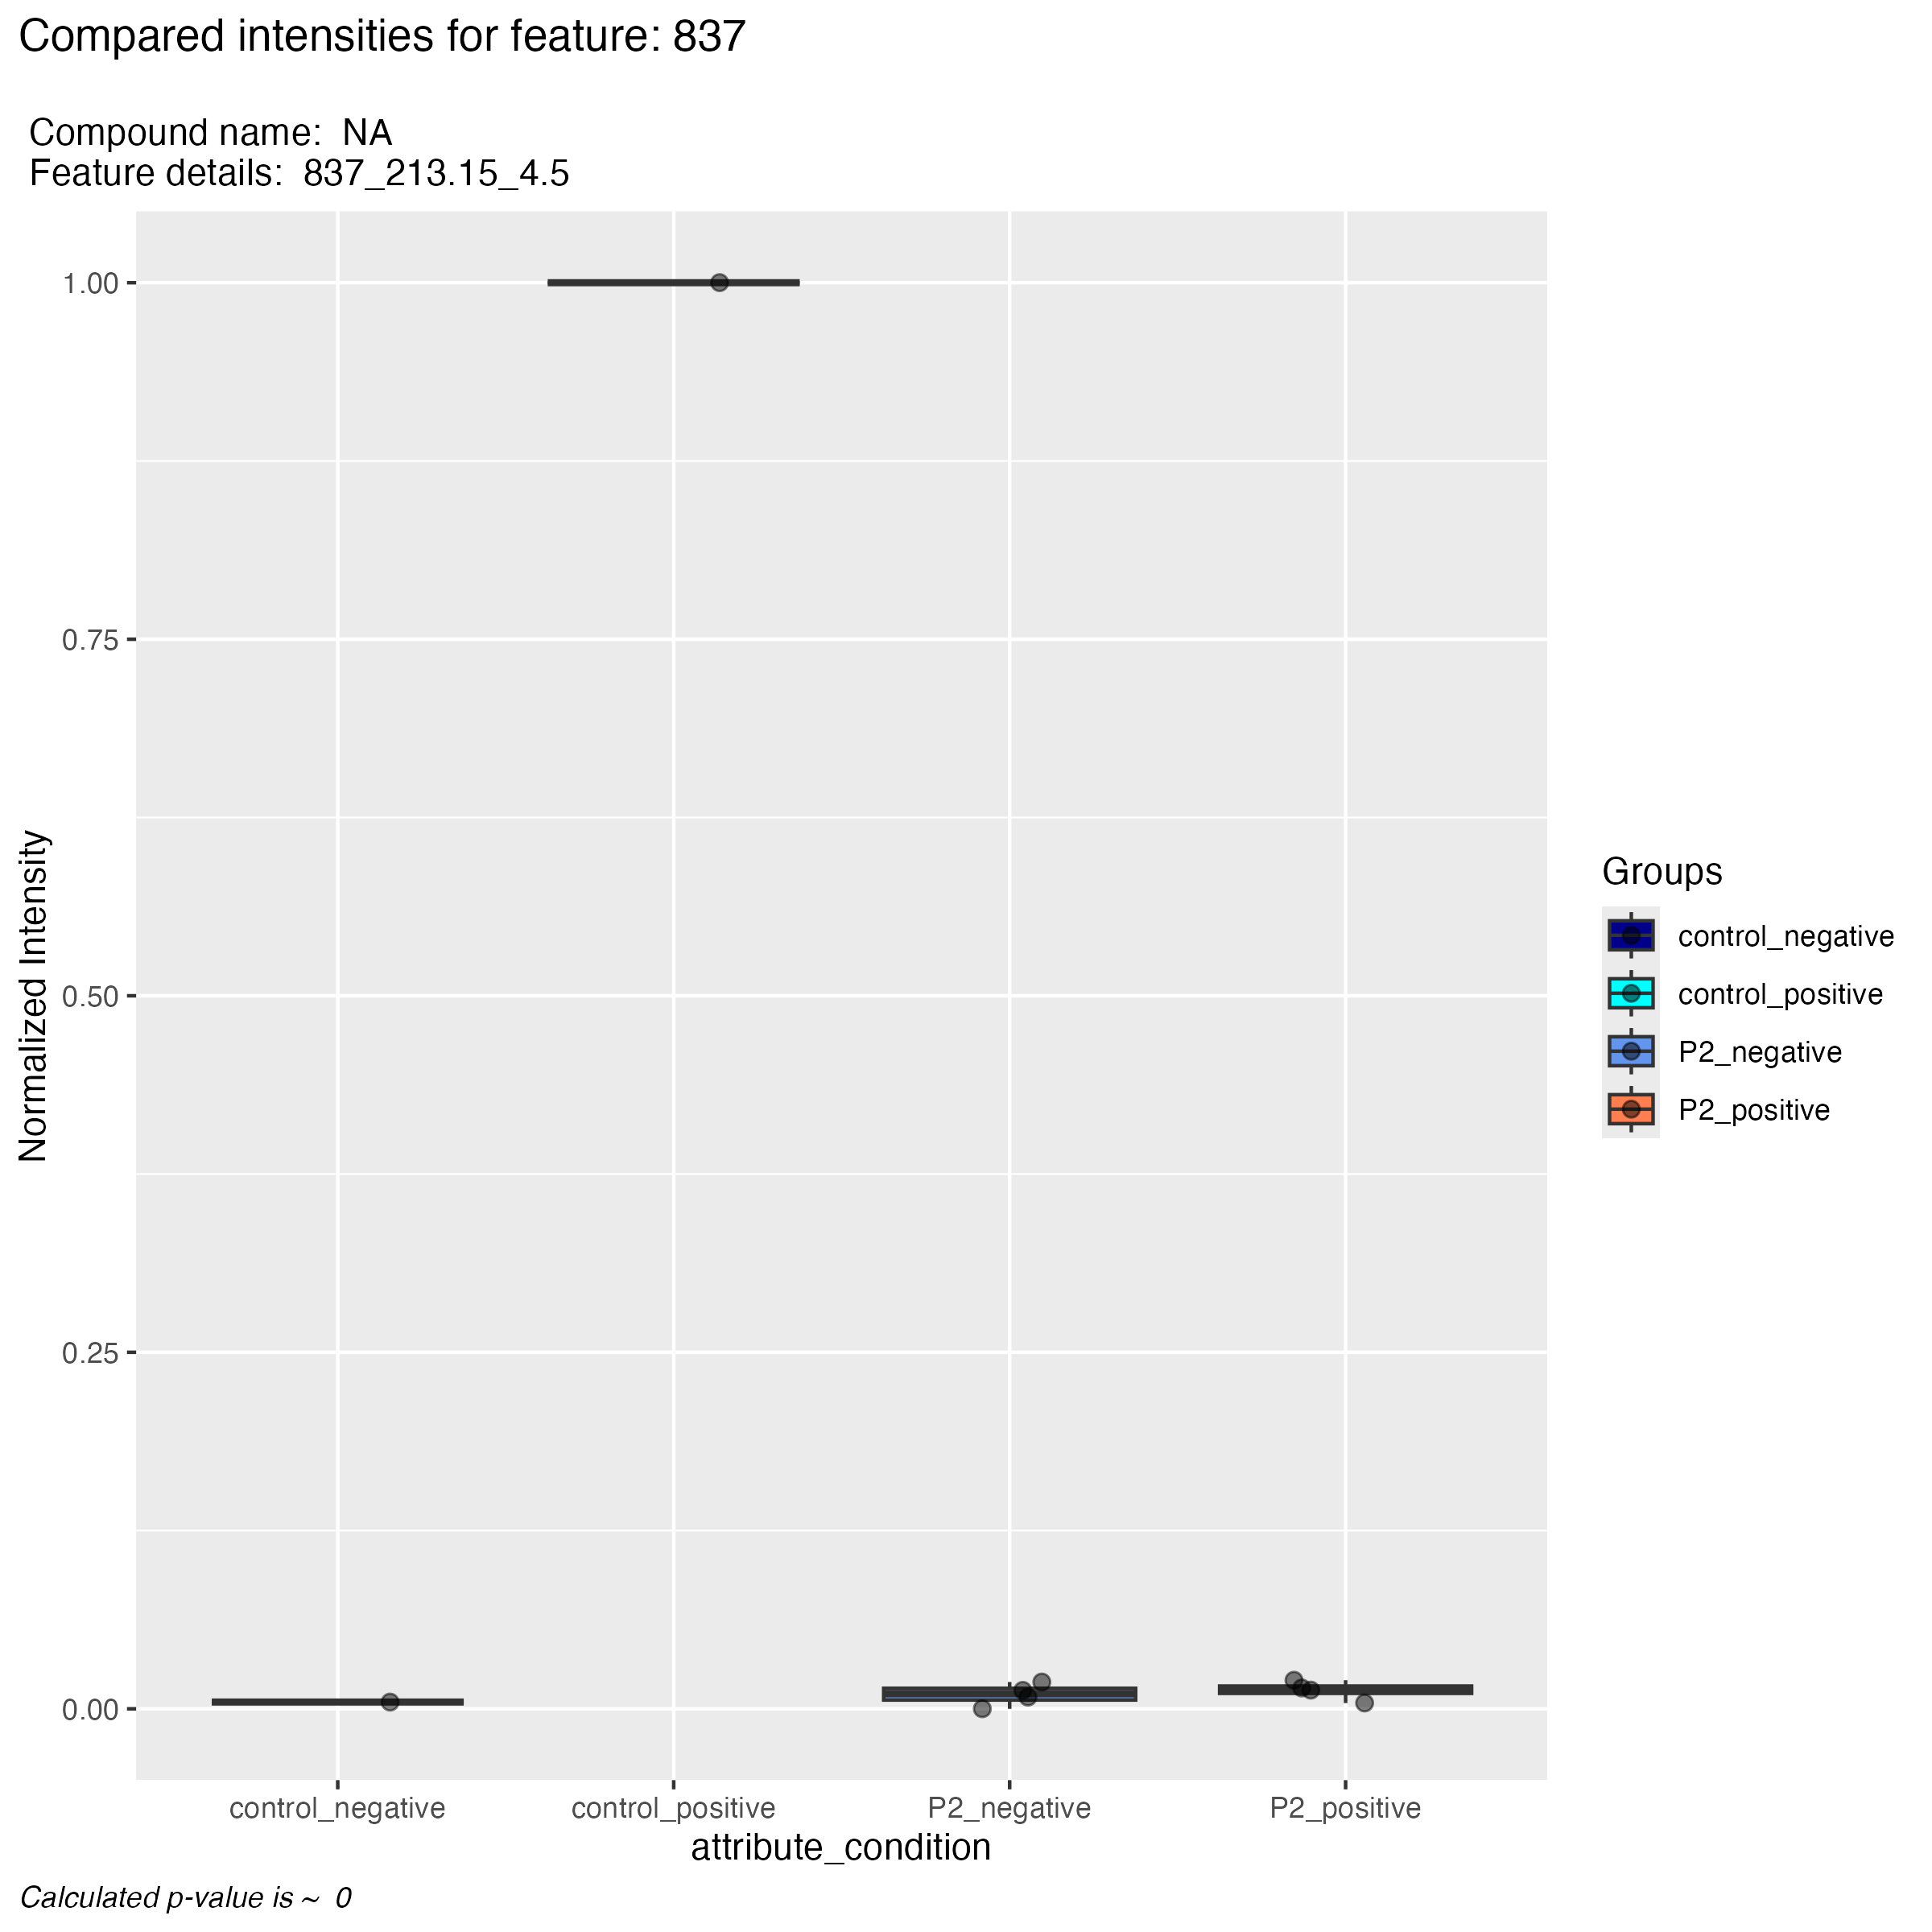 Compared intensities for feature: 837
Compound name:  NA
Feature details:  837_213.15_4.5
Normalized Intensity
1.00
0.75
0.50
0.25
0.00
control_negative
control_positive
P2_negative
P2_positive
attribute_condition
Groups
control_negative
control_positive
P2_negative
P2_positive
Calculated p-value is ~  0